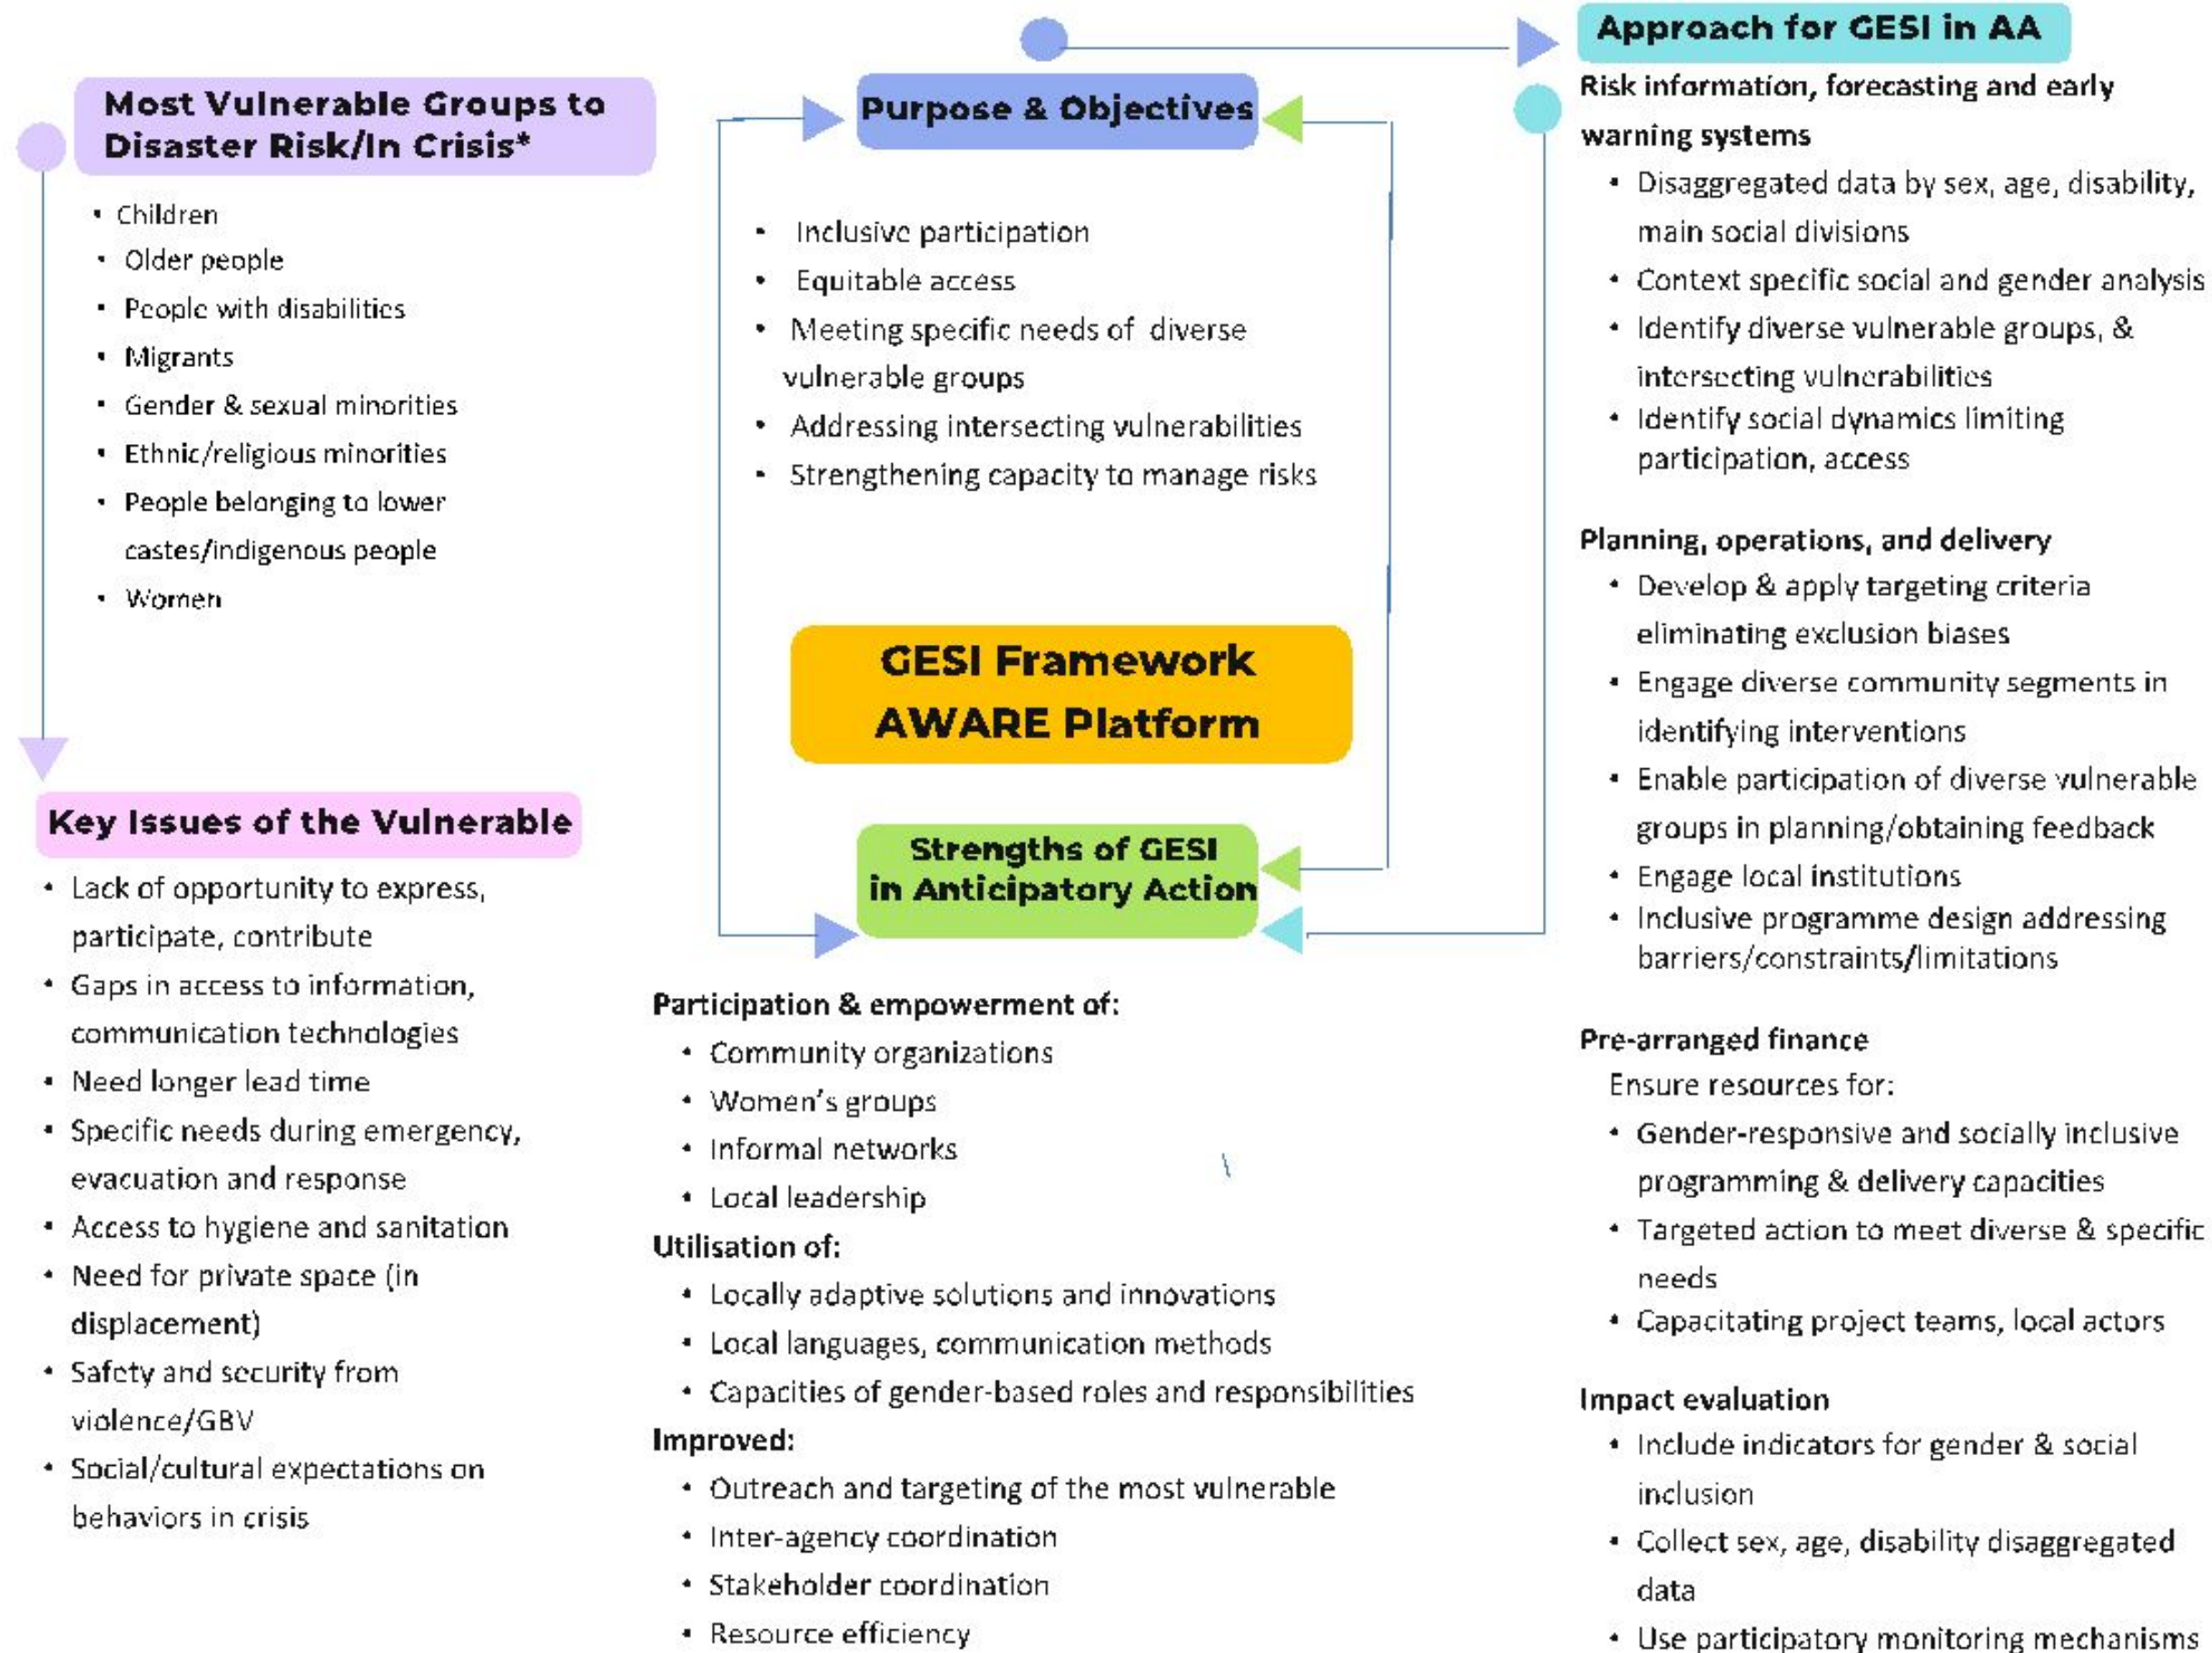 Most Vulnerable Groups to
Disaster Risk/In Crisis*
• Children
• Older people
• People with disabilities
• Migrants
• Gender & sexual minorities
• Ethnic/religious minorities
• People belonging to lower
castes/indigenous people
• Women
Key Issues of the Vulnerable
• Lack of opportunity to express,
participate, contribute
• Gaps in access to information,
communication technologies
• Need longer lead time
• Specific needs during emergency,
evacuation and response
• Access to hygiene and sanitation
• Need for private space (in
displacement)
• Safety and security from
violence/GBV
• Social/cultural expectations on
behaviors in crisis
Purpose & Objectives
• Inclusive participation
• Equitable access
• Meeting specific needs of diverse
vulnerable groups
• Addressing intersecting vulnerabilities
• Strengthening capacity to manage risks
GESI Framework
AWARE Platform
Strengths of GESI
in Anticipatory Action
Participation & empowerment of:
• Community organizations
• Women's groups
• Informal networks
• Local leadership
Utilisation of:
• Locally adaptive solutions and innovations
• Local languages, communication methods
• Capacities of gender-based roles and responsibilities
Improved:
• Outreach and targeting of the most vulnerable
• Inter-agency coordination
• Stakeholder coordination
• Resource efficiency
Approach for GESI in AA
Risk information, forecasting and early
warning systems
• Disaggregated data by sex, age, disability,
main social divisions
• Context specific social and gender analysis
• Identify diverse vulnerable groups, &
intersecting vulnerabilities
• Identify social dynamics limiting
participation, access
Planning, operations, and delivery
• Develop & apply targeting criteria
eliminating exclusion biases
• Engage diverse community segments in
identifying interventions
• Enable participation of diverse vulnerable
groups in planning/obtaining feedback
• Engage local institutions
• Inclusive programme design addressing
barriers/constraints/limitations
Pre-arranged finance
Ensure resources for:
• Gender-responsive and socially inclusive
programming & delivery capacities
• Targeted action to meet diverse & specific
needs
• Capacitating project teams, local actors
Impact evaluation
• Include indicators for gender & social
inclusion
• Collect sex, age, disability disaggregated
data
• Use participatory monitoring mechanisms